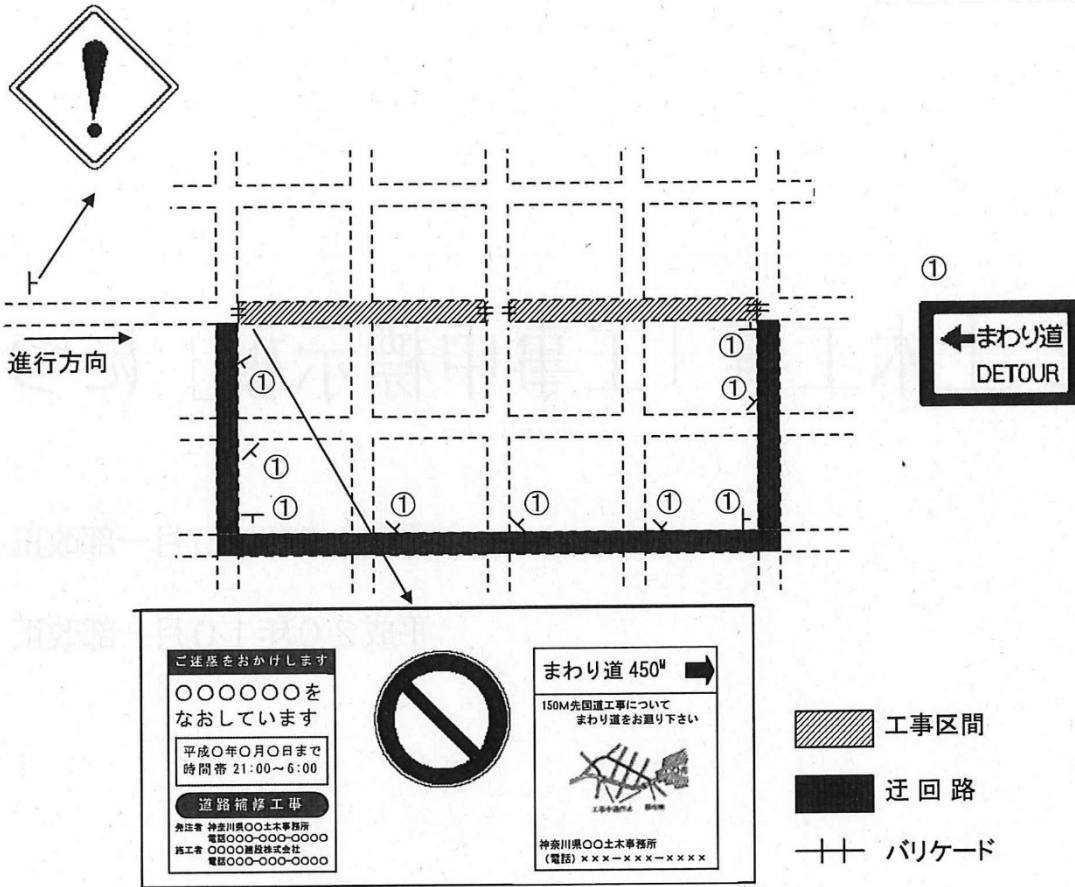 進行方向
①
①
①
①
①
①
①
①
①
①
まわり道
DETOUR
ご迷惑をおかけします
○○○○○○を
なおしています
平成○年○月○日まで
時間帯 21:00～6:00
道路補修工事
発注者 神奈川県○○土木事務所
電話○○○-○○○-○○○○
施工者 ○○○○建設株式会社
電話○○○-○○○-○○○○
まわり道 450M
150M先国道工事について
まわり道をお廻り下さい
神奈川県○○土木事務所
(電話) ×××-×××-××××
工事区間
迂回路
バリケード